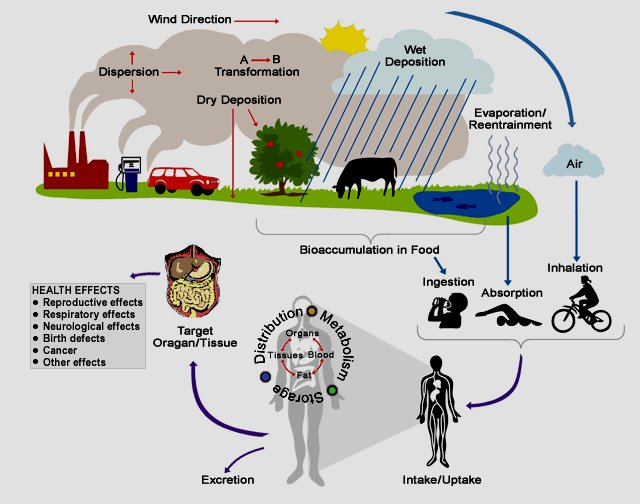 Wind Direction
Dispersion
A B
Transformation
Dry Deposition
Wet
Deposition
Evaporation/
Reentrainment
Air
Bioaccumulation in Food
Ingestion
Absorption
Inhalation
HEALTH EFFECTS
● Reproductive effects
● Respiratory effects
● Neurological effects
● Birth defects
● Cancer
● Other effects
Target
Oragan/Tissue
Distribution
Metabolism
Storage
Organs
Tissues
Blood
Fat
Excretion
Intake/Uptake